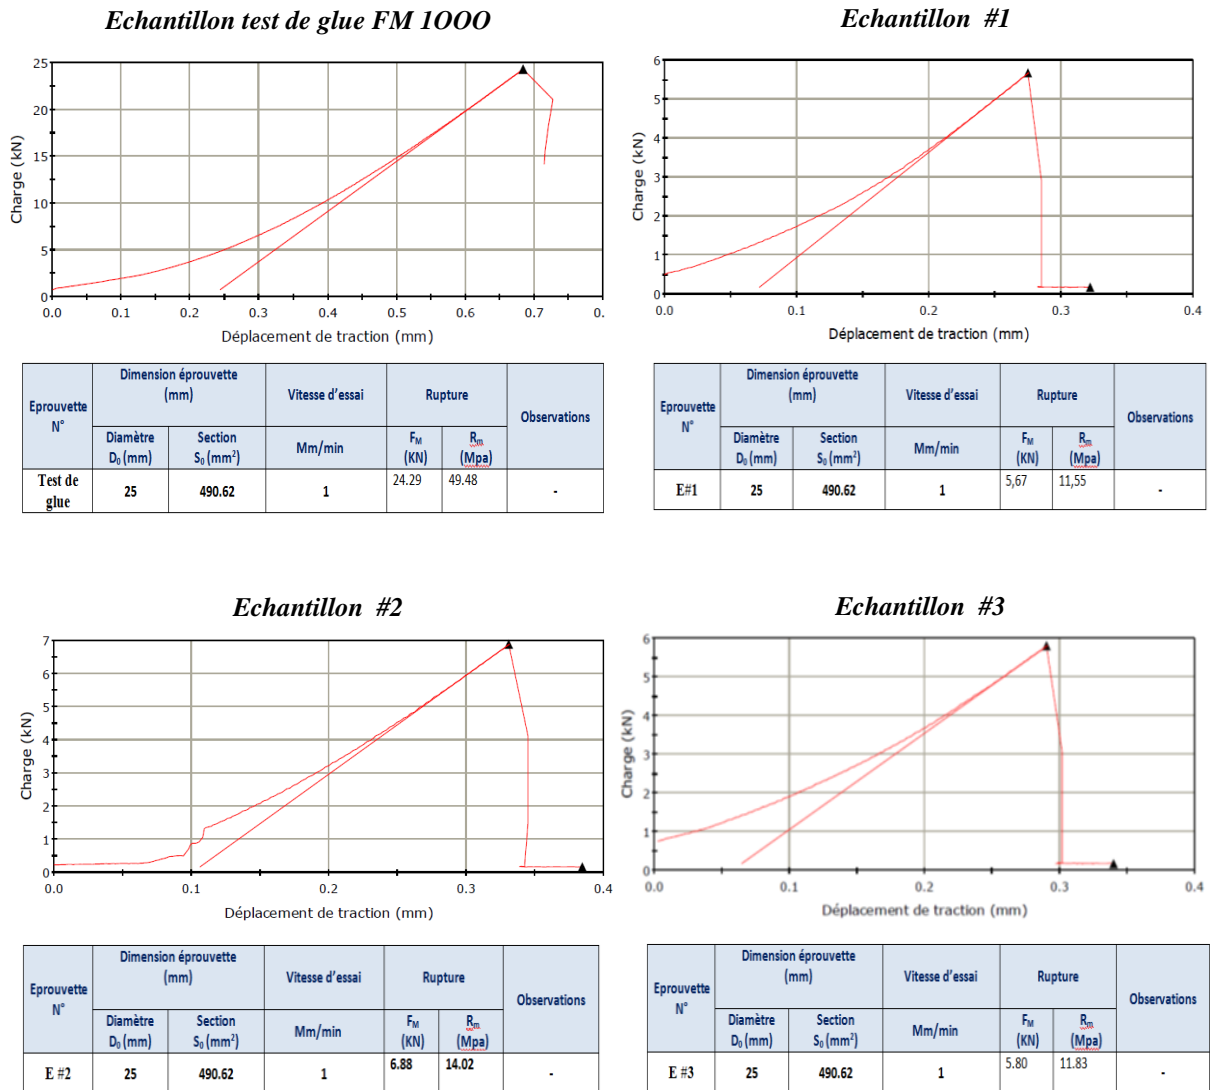 Echantillon test de glue FM 1OOO
25
20
15
10
5
0
Charge (kN)
0.0 0.1 0.2 0.3 0.4 0.5 0.6 0.7 0.
Déplacement de traction (mm)
Eprouvette N° Dimension éprouvette (mm) Vitesse d'essai Rupture Observations
Diamètre D₀ (mm) Section S₀ (mm²) Mm/min F_M (KN) R_m (Mpa)
Test de glue 25 490.62 1 24.29 49.48 -
Echantillon #1
6
5
4
3
2
1
0
Charge (kN)
0.0 0.1 0.2 0.3 0.4
Déplacement de traction (mm)
Eprouvette N° Dimension éprouvette (mm) Vitesse d'essai Rupture Observations
Diamètre D₀ (mm) Section S₀ (mm²) Mm/min F_M (KN) R_m (Mpa)
E#1 25 490.62 1 5,67 11,55 -
Echantillon #2
7
6
5
4
3
2
1
0
Charge (kN)
0.0 0.1 0.2 0.3 0.4
Déplacement de traction (mm)
Eprouvette N° Dimension éprouvette (mm) Vitesse d'essai Rupture Observations
Diamètre D₀ (mm) Section S₀ (mm²) Mm/min F_M (KN) R_m (Mpa)
E #2 25 490.62 1 6.88 14.02 -
Echantillon #3
6
5
4
3
2
1
0
Charge (kN)
0.0 0.1 0.2 0.3 0.4
Déplacement de traction (mm)
Eprouvette N° Dimension éprouvette (mm) Vitesse d'essai Rupture Observations
Diamètre D₀ (mm) Section S₀ (mm²) Mm/min F_M (KN) R_m (Mpa)
E #3 25 490.62 1 5.80 11.83 -